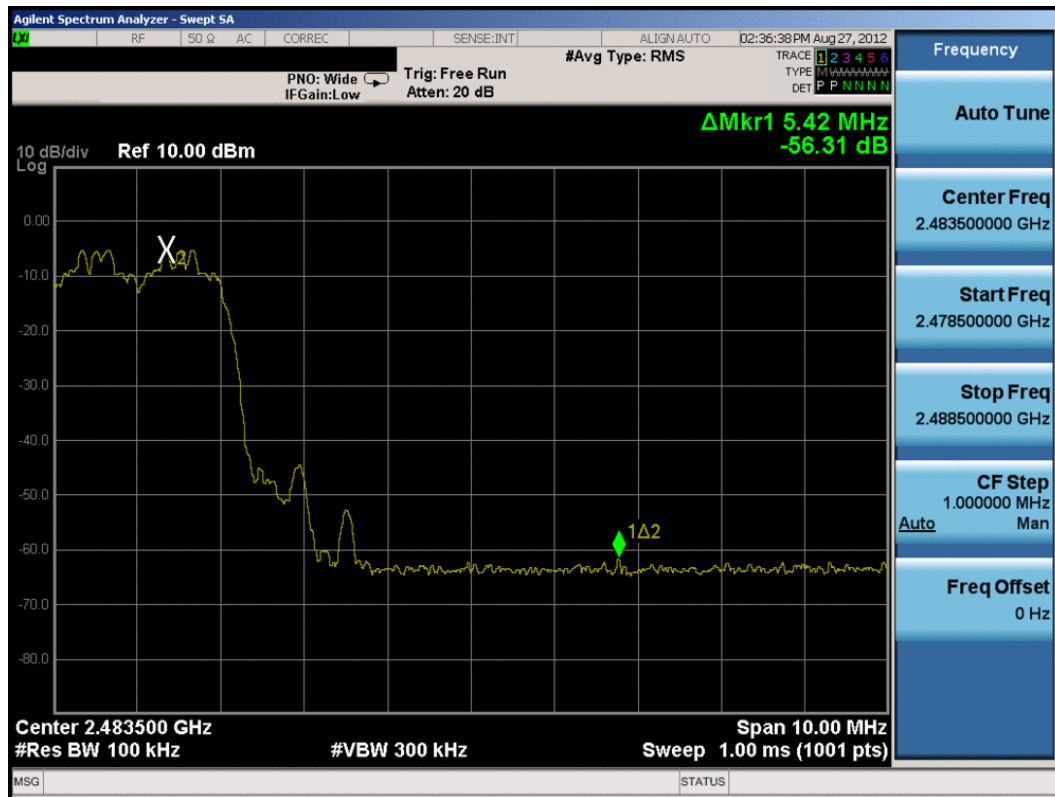 Agilent Spectrum Analyzer - Swept SA
LXI RF 50 Ω AC CORREC SENSE:INT ALIGN AUTO 02:36:38 PM Aug 27, 2012
#Avg Type: RMS
TRACE 1 2 3 4 5 6
PNO: Wide Trig: Free Run
TYPE M W W W W W
IFGain:Low Atten: 20 dB
DET P P N N N N
ΔMkr1 5.42 MHz
-56.31 dB
10 dB/div Ref 10.00 dBm
Log
0.00
X2
-10.0
-20.0
-30.0
-40.0
-50.0
1Δ2
-60.0
-70.0
-80.0
Center 2.483500 GHz Span 10.00 MHz
#Res BW 100 kHz #VBW 300 kHz Sweep 1.00 ms (1001 pts)
MSG STATUS
Frequency
Auto Tune
Center Freq
2.483500000 GHz
Start Freq
2.478500000 GHz
Stop Freq
2.488500000 GHz
CF Step
1.000000 MHz
Auto Man
Freq Offset
0 Hz